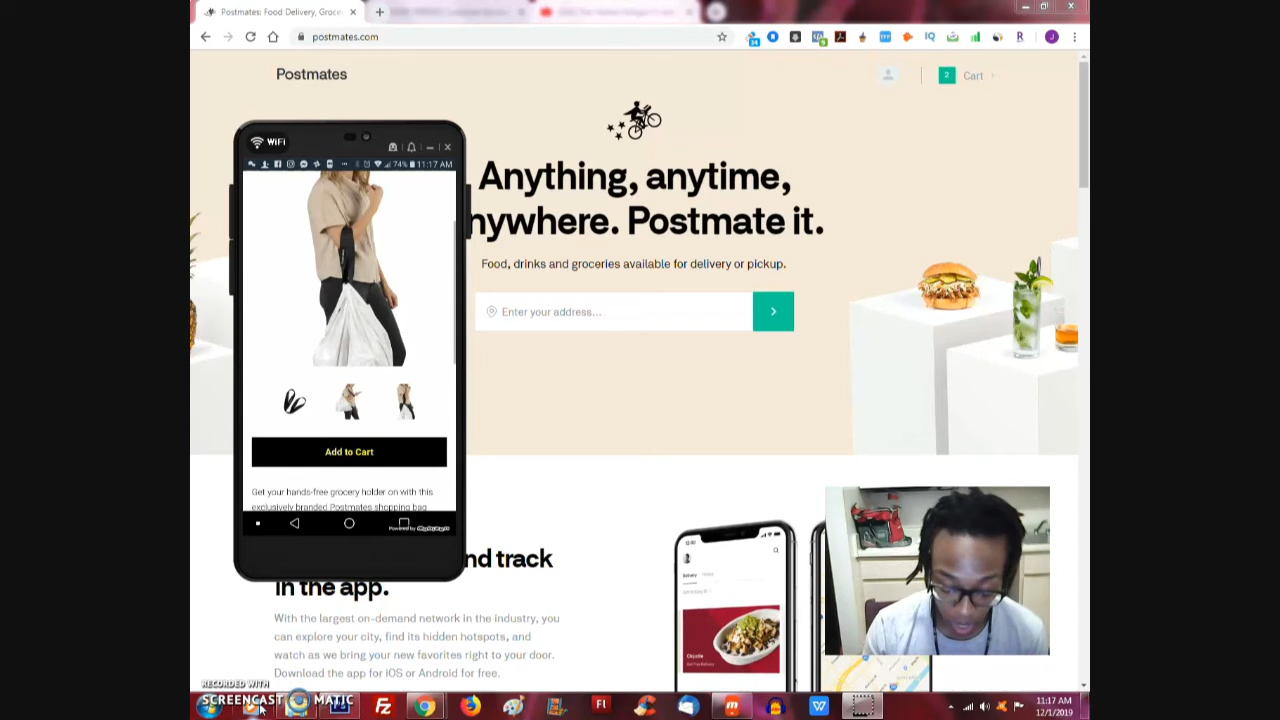 Postmates: Food Delivery, Groce
postmates.com
Postmates
2
Cart
WiFi
74%
11:17 AM
Anything, anytime,
nywhere. Postmate it.
Food, drinks and groceries available for delivery or pickup.
Enter your address...
Add to Cart
Get your hands-free grocery holder on with this
exclusively branded Postmates shopping bag
Powered by
nd track
in the app.
With the largest on-demand network in the industry, you
can explore your city, find its hidden hotspots, and
watch as we bring your new favorites right to your door.
Download the app for iOS or Android for free.
RECORDED WITH
SCREENCAST
MATIC
11:17 AM
12/1/2019